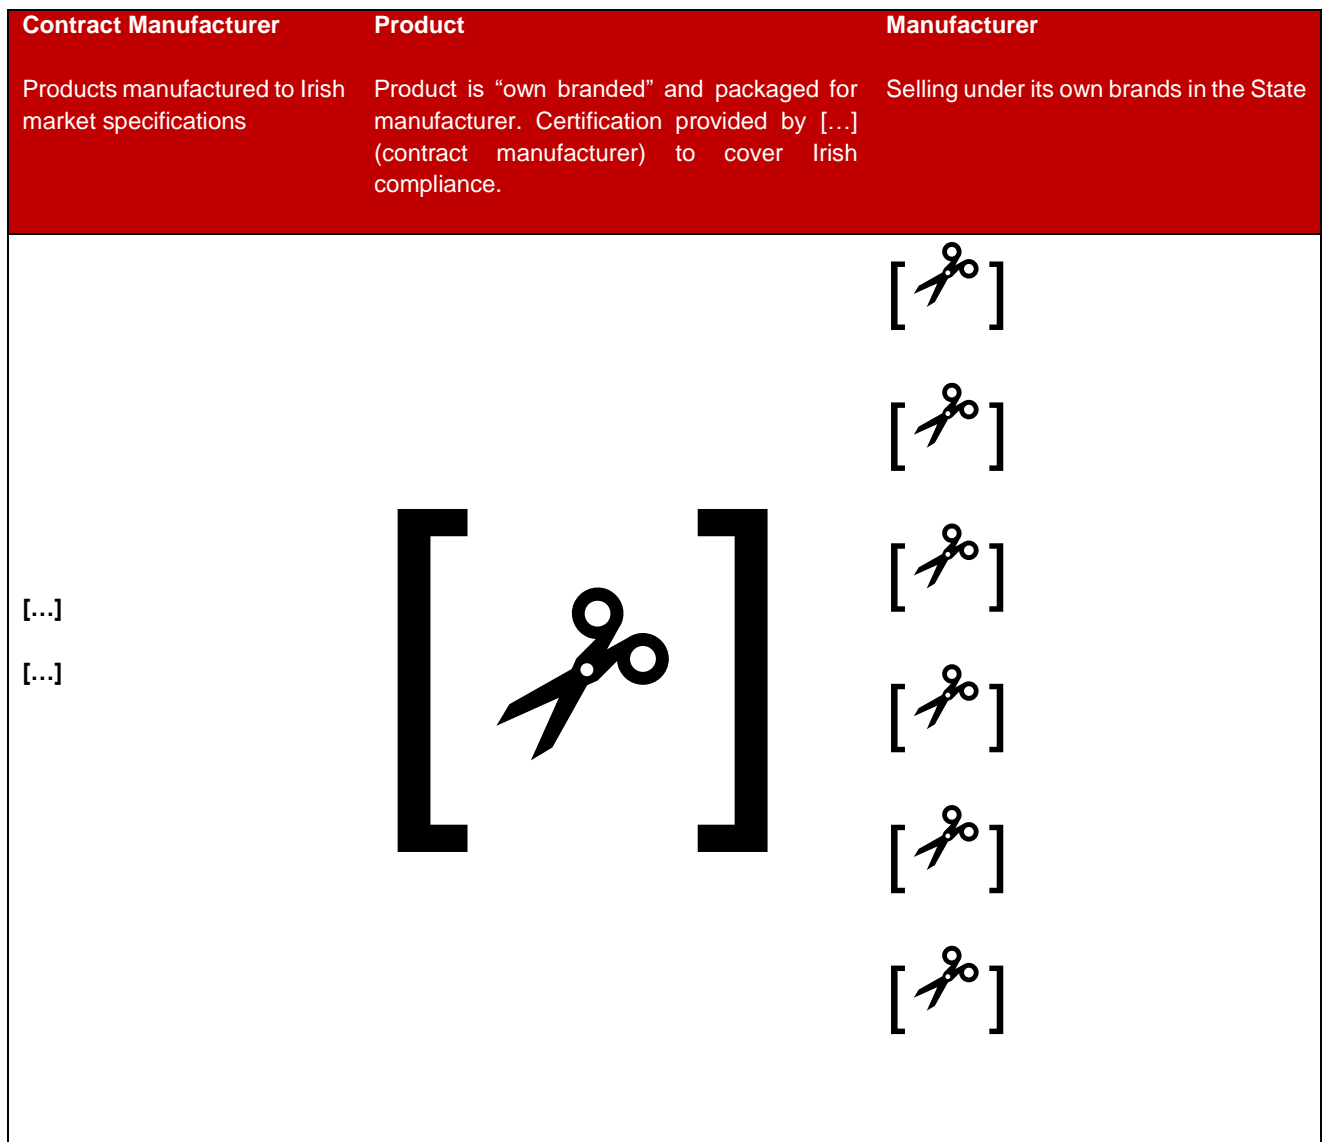 Contract Manufacturer
Product
Manufacturer
Products manufactured to Irish
market specifications
Product is “own branded” and packaged for
manufacturer. Certification provided by […]
(contract manufacturer) to cover Irish
compliance.
Selling under its own brands in the State
[✂]
[✂]
[✂]
[✂]
[✂]
[✂]
[✂]
[…]
[…]